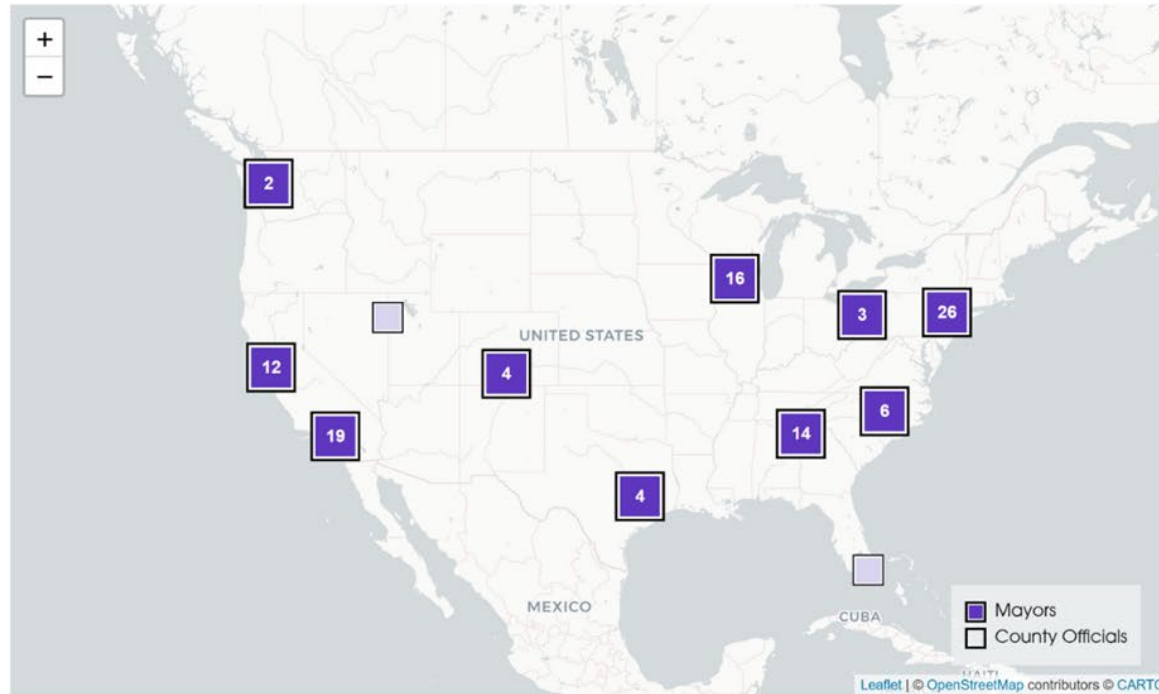 +
−
2
16
3
26
UNITED STATES
12
4
6
19
14
4
MEXICO
CUBA
Mayors
County Officials
HAITI
Leaflet | © OpenStreetMap contributors © CARTO